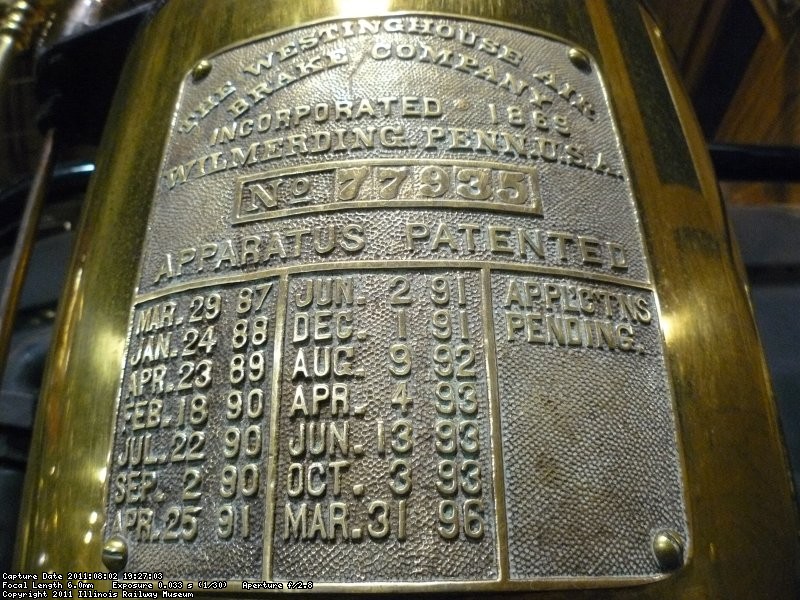 THE WESTINGHOUSE AIR
BRAKE COMPANY
INCORPORATED 1869
WILMERDING. PENN.U.S.A.
No 77935
APPARATUS PATENTED
MAR. 29 87
JAN. 24 88
APR. 23 89
FEB. 18 90
JUL. 22 90
SEP. 2 90
APR. 25 91
JUN. 2 91
DEC. 1 91
AUG. 9 92
APR. 4 93
JUN. 13 93
OCT. 3 93
MAR. 31 96
APPLCTNS
PENDING.
Capture Date 2011:08:02 19:27:03
Focal Length 6.0mm Exposure 0.033 s (1/30) Aperture f/2.8
Copyright 2011 Illinois Railway Museum